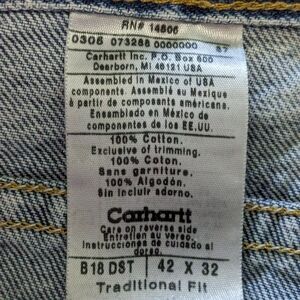 RN# 14806
0306 073288 0000000 87
Carhartt Inc. P.O. Box 600
Dearborn, MI 48121 USA
Assembled in Mexico of USA
components. Assemblé au Mexique
à partir de composants américains.
Ensamblado en México de
componentes de los EE.UU.
100% Cotton.
Exclusive of trimming.
100% Coton.
Sans garniture.
100% Algodón.
Sin incluir adorno.
Carhartt
Care on reverse side
Entretien au verso.
Instrucciones de cuidado al
dorso.
B18 DST 42 X 32
Traditional Fit